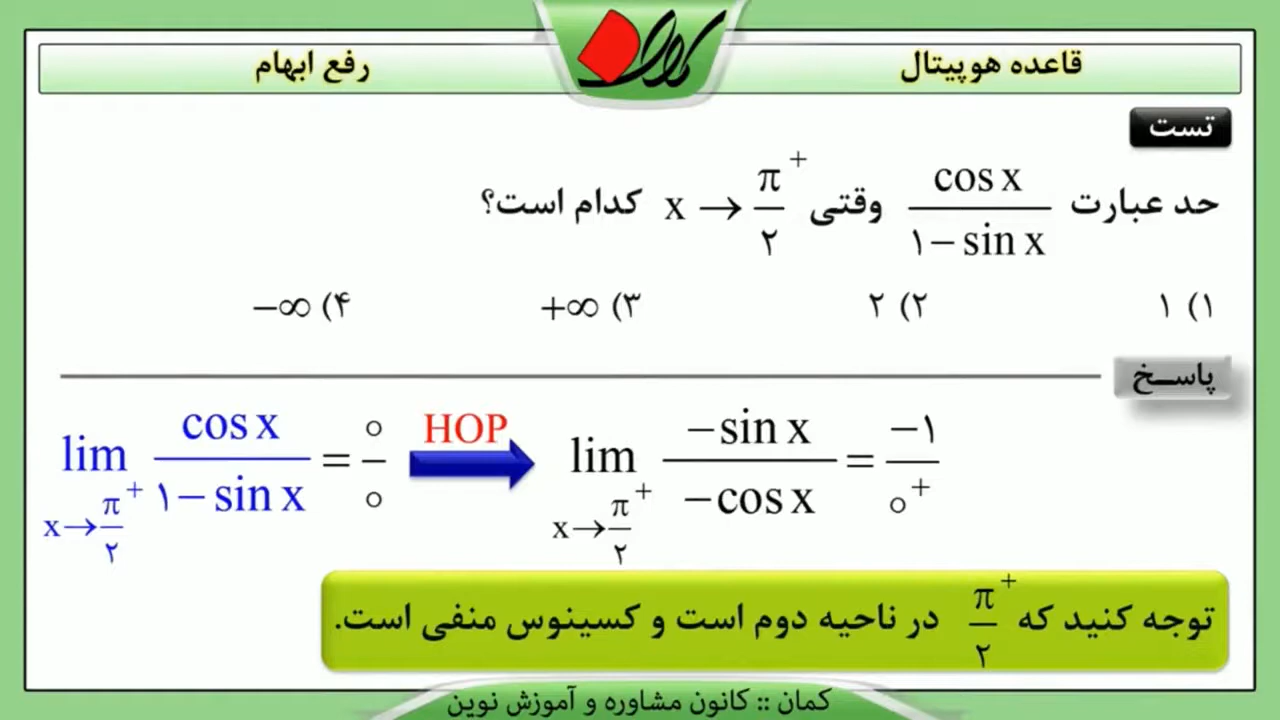 قاعده هوپیتال
کمان
رفع ابهام
تست
حد عبارت cos x / ۱ − sin x وقتی x → π/۲⁺ کدام است؟
۱) ۱ ۲) ۲ ۳) +∞ ۴) −∞
پاسـخ
lim x→π/۲⁺ cos x / ۱ − sin x = ۰/۰ HOP lim x→π/۲⁺ −sin x / −cos x = −۱/۰⁺
توجه کنید که π/۲⁺ در ناحیه دوم است و کسینوس منفی است.
کمان :: کانون مشاوره و آموزش نوین